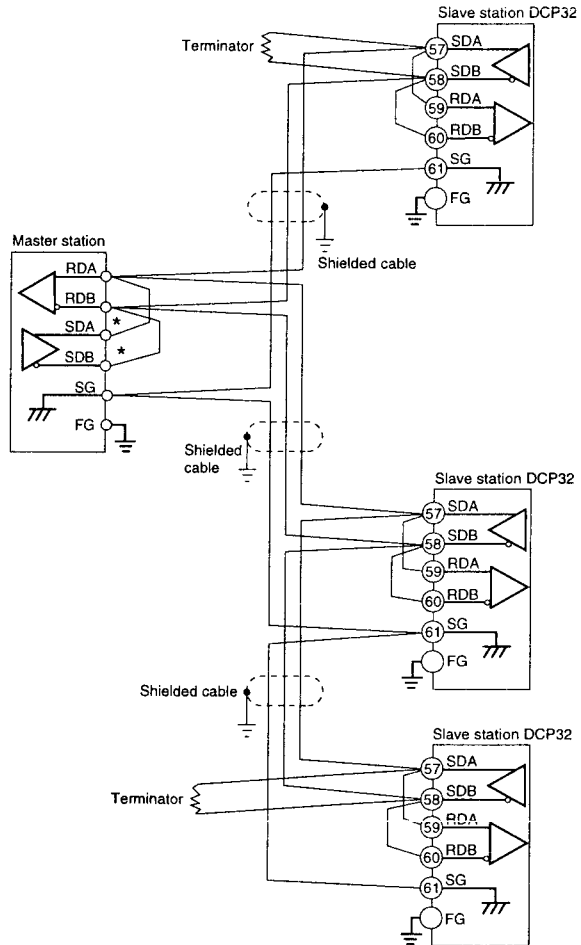 Slave station DCP32
Terminator
57 SDA
58 SDB
59 RDA
60 RDB
61 SG
FG
Shielded cable
Master station
RDA
RDB
*
SDA
*
SDB
SG
FG
Shielded
cable
Slave station DCP32
57 SDA
58 SDB
59 RDA
60 RDB
61 SG
FG
Shielded cable
Slave station DCP32
57 SDA
58 SDB
Terminator
59 RDA
60 RDB
61 SG
FG